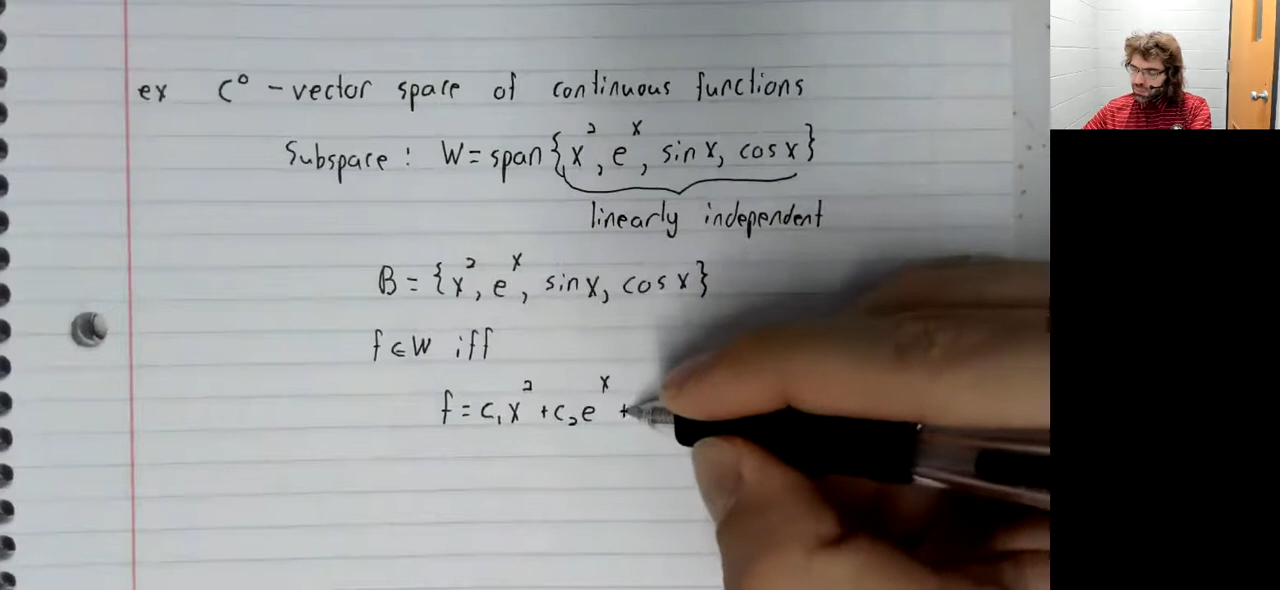 ex C⁰ - vector space of continuous functions
Subspace: W = span{x², eˣ, sin x, cos x}
linearly independent
B = {x², eˣ, sin x, cos x}
f ∈ W iff
f = c₁x² + c₂eˣ +